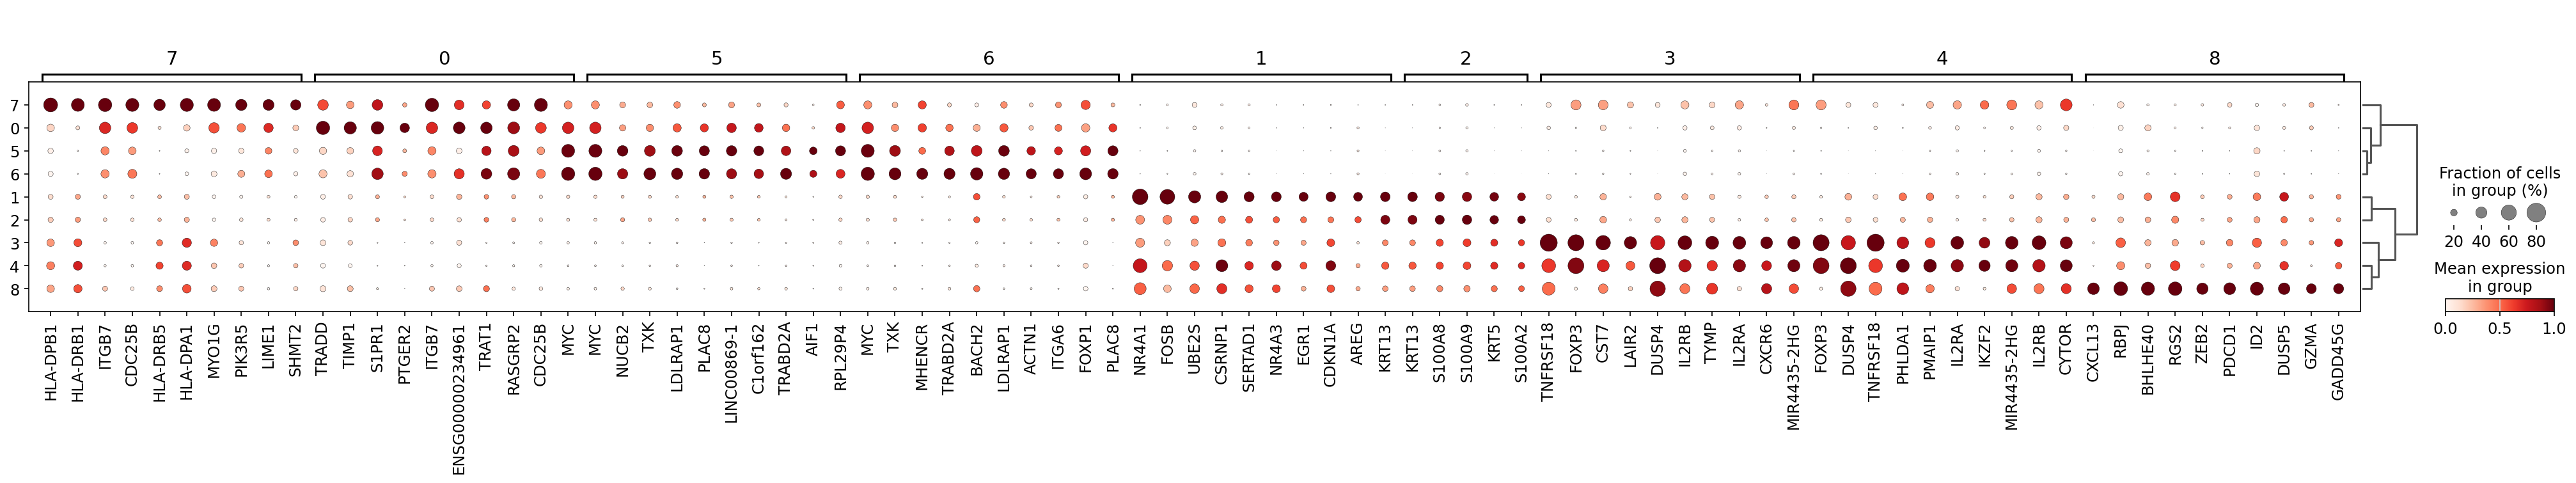 7 0 5 6 1 2 3 4 8
7
0
5
6
1
2
3
4
8
HLA-DPB1
HLA-DRB1
ITGB7
CDC25B
HLA-DRB5
HLA-DPA1
MYO1G
PIK3R5
LIME1
SHMT2
TRADD
TIMP1
S1PR1
PTGER2
ITGB7
ENSG00000234961
TRAT1
RASGRP2
CDC25B
MYC
MYC
NUCB2
TXK
LDLRAP1
PLAC8
LINC00869-1
C1orf162
TRABD2A
AIF1
RPL29P4
MYC
TXK
MHENCR
TRABD2A
BACH2
LDLRAP1
ACTN1
ITGA6
FOXP1
PLAC8
NR4A1
FOSB
UBE2S
CSRNP1
SERTAD1
NR4A3
EGR1
CDKN1A
AREG
KRT13
KRT13
S100A8
S100A9
KRT5
S100A2
TNFRSF18
FOXP3
CST7
LAIR2
DUSP4
IL2RB
TYMP
IL2RA
CXCR6
MIR4435-2HG
FOXP3
DUSP4
TNFRSF18
PHLDA1
PMAIP1
IL2RA
IKZF2
MIR4435-2HG
IL2RB
CYTOR
CXCL13
RBPJ
BHLHE40
RGS2
ZEB2
PDCD1
ID2
DUSP5
GZMA
GADD45G
Fraction of cells
in group (%)
20 40 60 80
Mean expression
in group
0.0 0.5 1.0